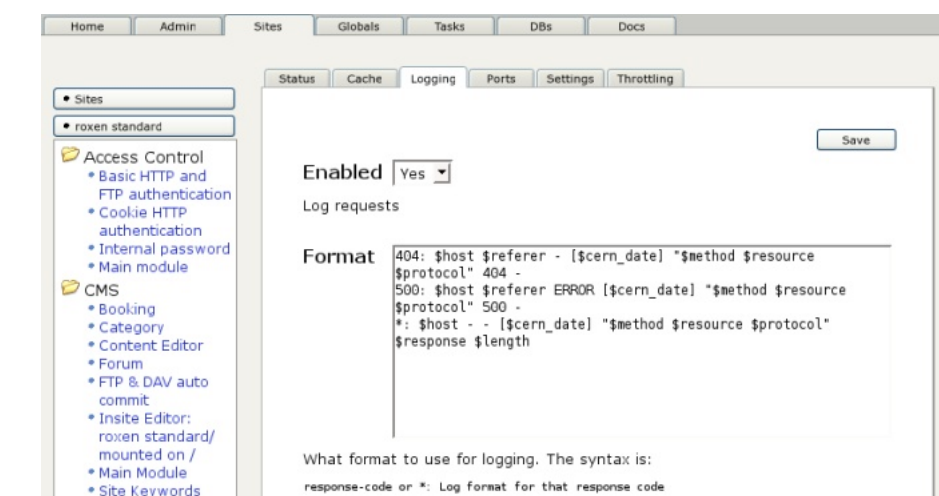 Home Admin Sites Globals Tasks DBs Docs
Status Cache Logging Ports Settings Throttling
Sites
roxen standard
Access Control
Basic HTTP and
FTP authentication
Cookie HTTP
authentication
Internal password
Main module
CMS
Booking
Category
Content Editor
Forum
FTP & DAV auto
commit
Insite Editor:
roxen standard/
mounted on /
Main Module
Site Keywords
Save
Enabled Yes
Log requests
Format
404: $host $referer - [$cern_date] "$method $resource
$protocol" 404 -
500: $host $referer ERROR [$cern_date] "$method $resource
$protocol" 500 -
*: $host - - [$cern_date] "$method $resource $protocol"
$response $length
What format to use for logging. The syntax is:
response-code or *: Log format for that response code